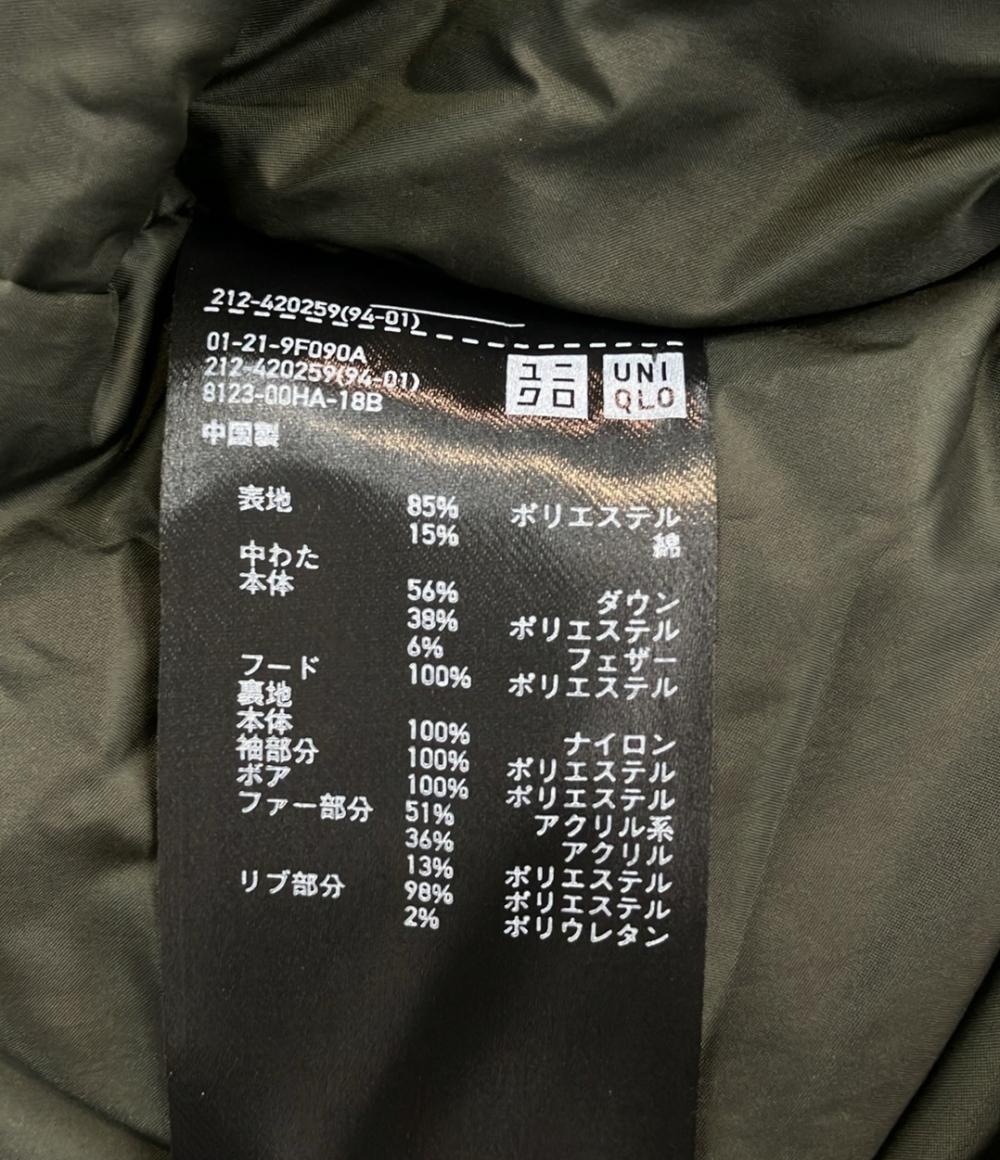 212-420259(94-01)
01-21-9F090A
212-420259(94-01)
8123-00HA-18B
ユニ
クロ
UNI
QLO
中国製
表地 85% ポリエステル
15% 綿
中わた
本体 56% ダウン
38% ポリエステル
6% フェザー
フード 100% ポリエステル
裏地
本体 100% ナイロン
袖部分 100% ポリエステル
ボア 100% ポリエステル
ファー部分 51% アクリル系
36% アクリル
13% ポリエステル
リブ部分 98% ポリエステル
2% ポリウレタン